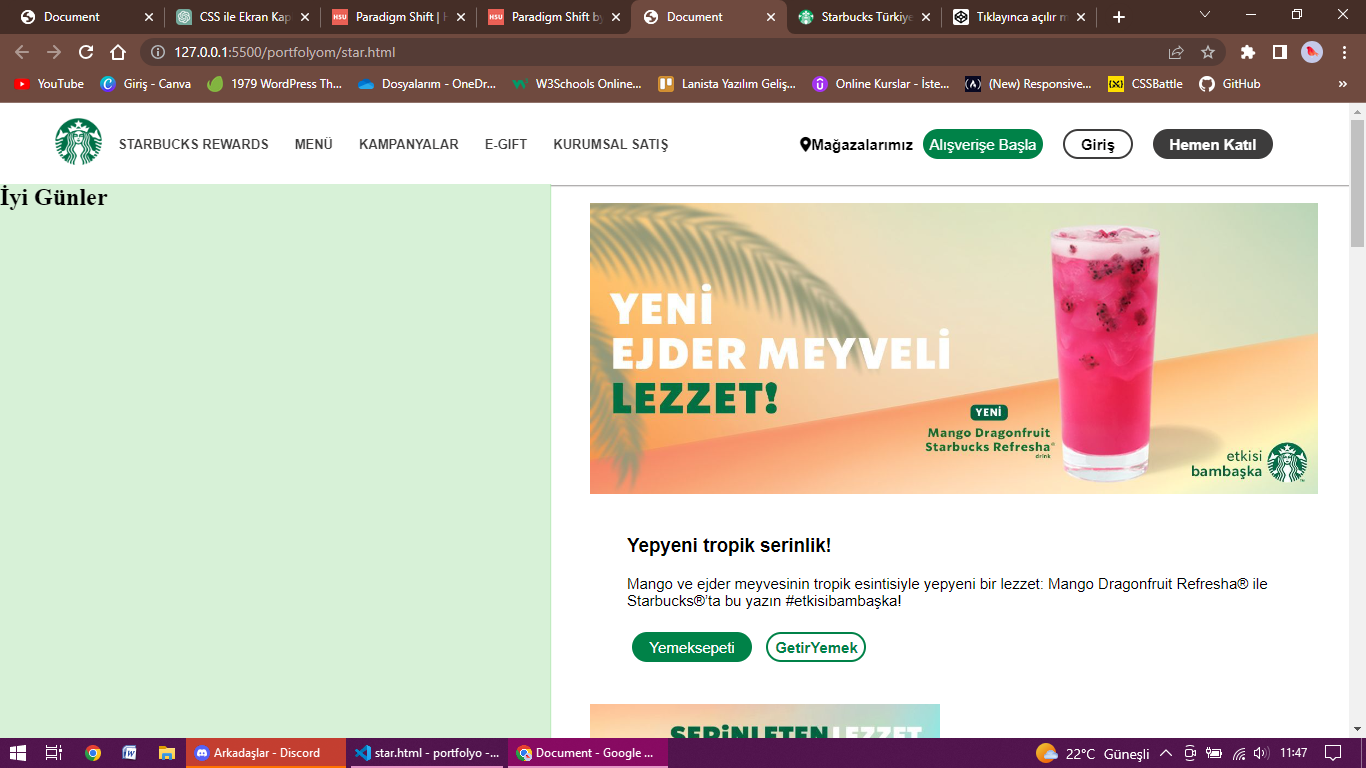 Document
CSS ile Ekran Kap
Paradigm Shift | H
Paradigm Shift by
Document
Starbucks Türkiye
Tıklayınca açılır m
127.0.0.1:5500/portfolyom/star.html
YouTube
Giriş - Canva
1979 WordPress Th...
Dosyalarım - OneDr...
W3Schools Online...
Lanista Yazılım Geliş...
Online Kurslar - İste...
(New) Responsive...
CSSBattle
GitHub
»
STARBUCKS REWARDS
MENÜ
KAMPANYALAR
E-GIFT
KURUMSAL SATIŞ
Mağazalarımız
Alışverişe Başla
Giriş
Hemen Katıl
İyi Günler
YENİ
EJDER MEYVELİ
LEZZET!
YENİ
Mango Dragonfruit
Starbucks Refresha®
drink
etkisi
bambaşka
Yepyeni tropik serinlik!
Mango ve ejder meyvesinin tropik esintisiyle yepyeni bir lezzet: Mango Dragonfruit Refresha® ile
Starbucks®'ta bu yazın #etkisibambaşka!
Yemeksepeti
GetirYemek
SERİNLETEN LEZZET
Arkadaşlar - Discord
star.html - portfolyo -...
Document - Google ...
22°C Güneşli
11:47